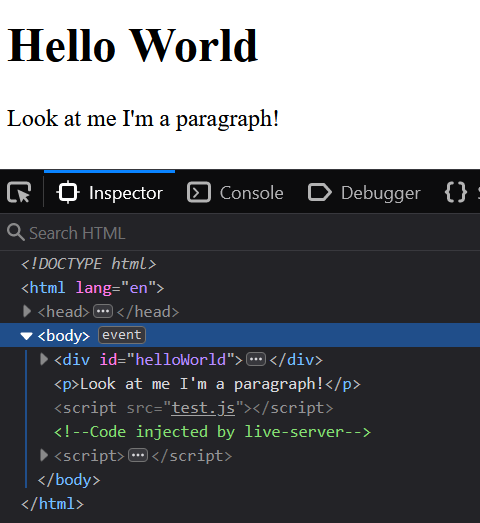 Hello World
Look at me I'm a paragraph!
Inspector Console Debugger {}
Search HTML
<!DOCTYPE html>
<html lang="en">
<head>···</head>
<body> event
<div id="helloWorld">···</div>
<p>Look at me I'm a paragraph!</p>
<script src="test.js"></script>
<!--Code injected by live-server-->
<script>···</script>
</body>
</html>